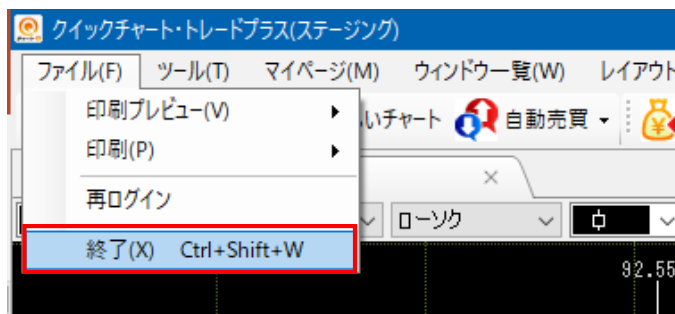 クイックチャート・トレードプラス(ステージング)
ファイル(F) ツール(T) マイページ(M) ウィンドウ一覧(W) レイアウト
印刷プレビュー(V)
いチャート 自動売買
印刷(P)
再ログイン
ローソク
終了(X) Ctrl+Shift+W
92.55